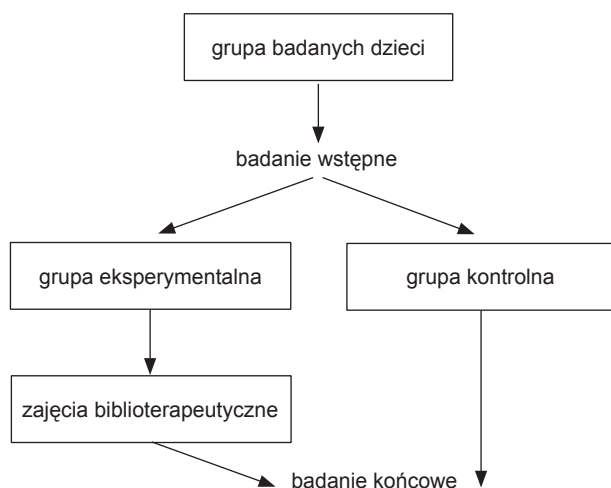 grupa badanych dzieci
badanie wstępne
grupa eksperymentalna
grupa kontrolna
zajęcia biblioterapeutyczne
badanie końcowe